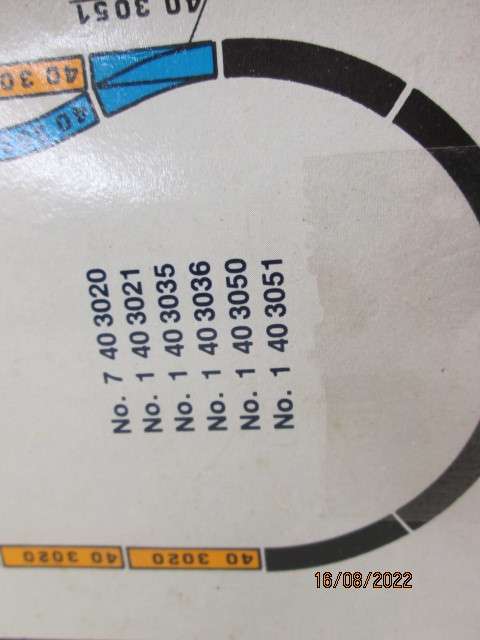 40 3051
40 30
40
No. 7 40 3020
No. 1 40 3021
No. 1 40 3035
No. 1 40 3036
No. 1 40 3050
No. 1 40 3051
40 3020
40 3020
16/08/2022